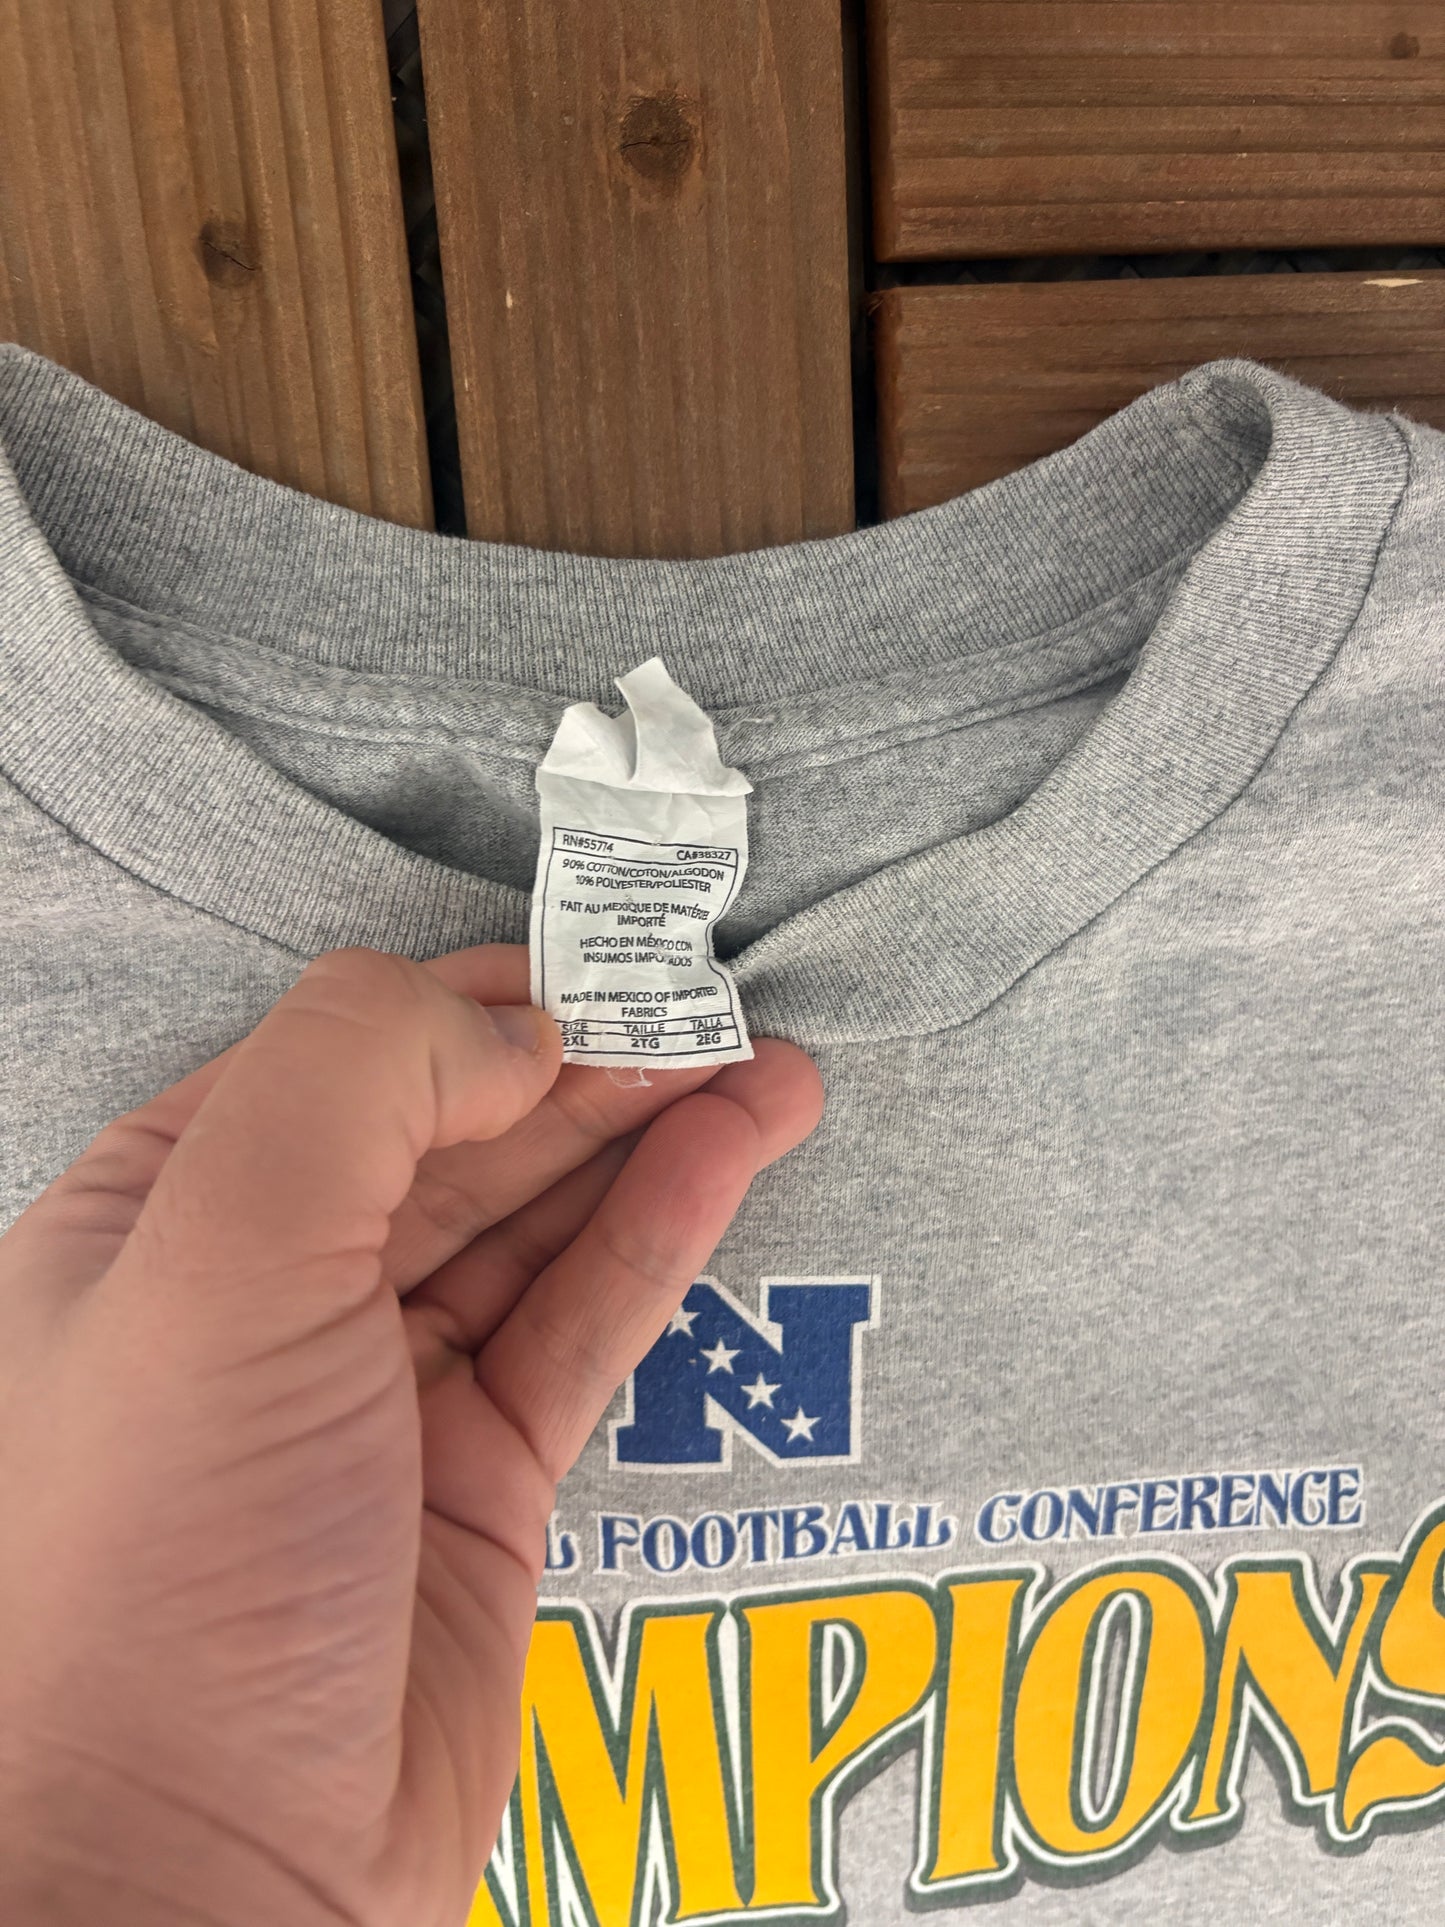 RN#55774 CA#38327
90% COTTON/COTON/ALGODON
10% POLYESTER/POLIESTER
FAIT AU MEXIQUE DE MATÉRIEL
IMPORTÉ
HECHO EN MÉXICO CON
INSUMOS IMPORTADOS
MADE IN MEXICO OF IMPORTED
FABRICS
SIZE TAILLE TALLA
2XL 2TG 2EG
N
L FOOTBALL CONFERENCE
MPIONS